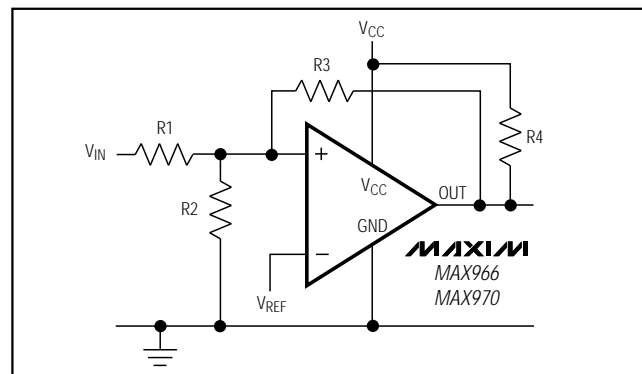 VCC
R3
R1
VIN
+
R4
VCC
OUT
R2
GND
MAXIM
−
MAX966
VREF
MAX970